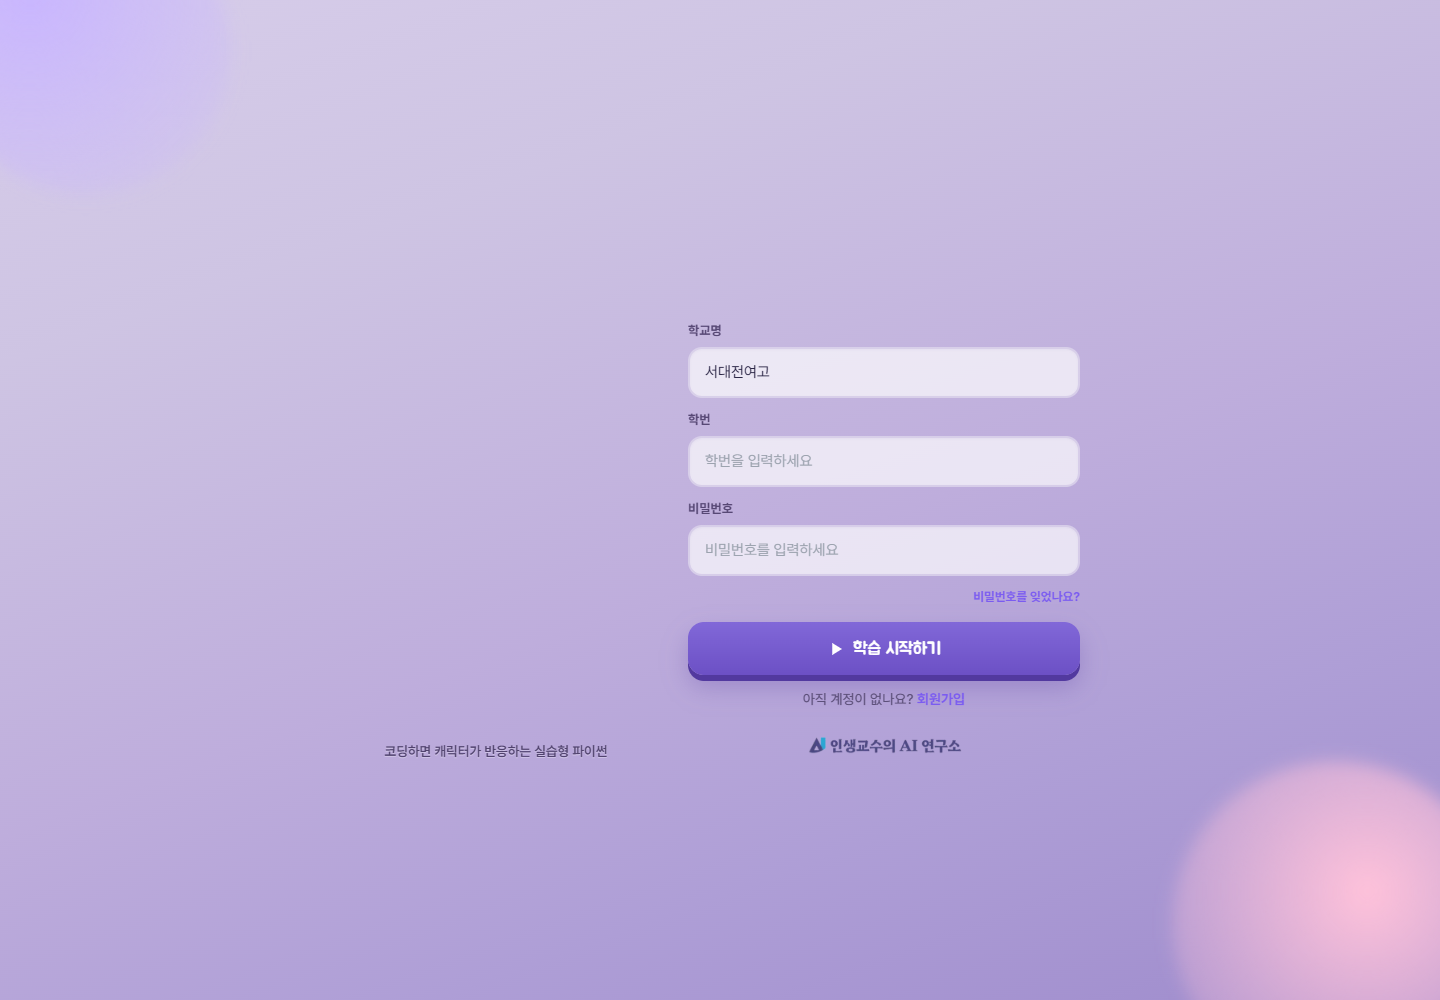 학교명
서대전여고
학번
학번을 입력하세요
비밀번호
비밀번호를 입력하세요
비밀번호를 잊었나요?
▶ 학습 시작하기
아직 계정이 없나요? 회원가입
인생교수의 AI 연구소
코딩하면 캐릭터가 반응하는 실습형 파이썬